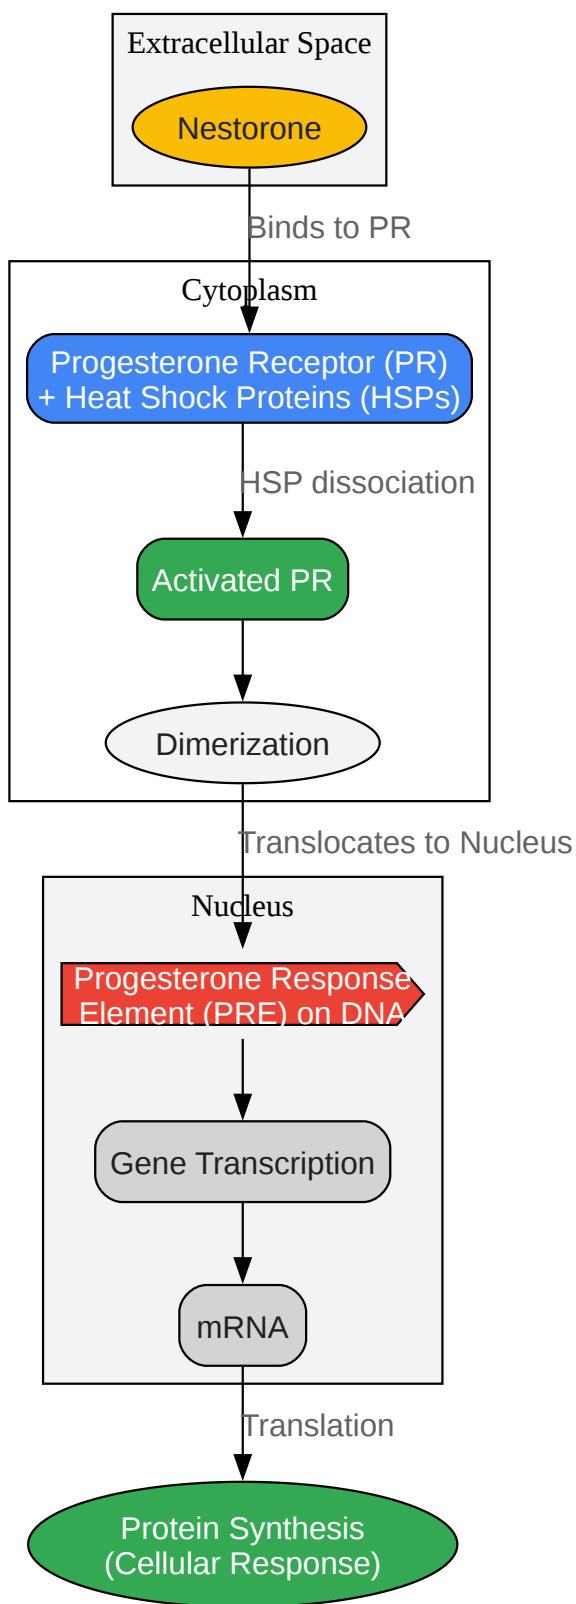 Extracellular Space
Nestorone
Binds to PR
Cytoplasm
Progesterone Receptor (PR)
+ Heat Shock Proteins (HSPs)
HSP dissociation
Activated PR
Dimerization
Translocates to Nucleus
Nucleus
Progesterone Response
Element (PRE) on DNA
Gene Transcription
mRNA
Translation
Protein Synthesis
(Cellular Response)